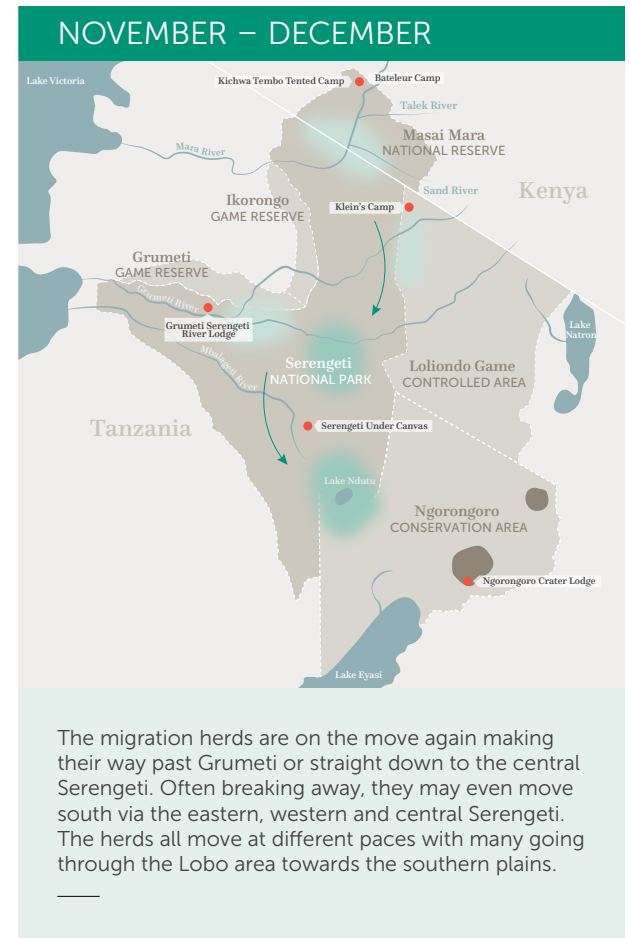 NOVEMBER – DECEMBER
Lake Victoria
Kichwa Tembo Tented Camp
Bateleur Camp
Talek River
Masai Mara
NATIONAL RESERVE
Mara River
Sand River
Kenya
Ikorongo
GAME RESERVE
Klein's Camp
Grumeti
GAME RESERVE
Grumeti River
Grumeti Serengeti
River Lodge
Lake
Natron
Mbalageti River
Serengeti
NATIONAL PARK
Loliondo Game
CONTROLLED AREA
Tanzania
Serengeti Under Canvas
Lake Ndutu
Ngorongoro
CONSERVATION AREA
Ngorongoro Crater Lodge
Lake Eyasi
The migration herds are on the move again making
their way past Grumeti or straight down to the central
Serengeti. Often breaking away, they may even move
south via the eastern, western and central Serengeti.
The herds all move at different paces with many going
through the Lobo area towards the southern plains.